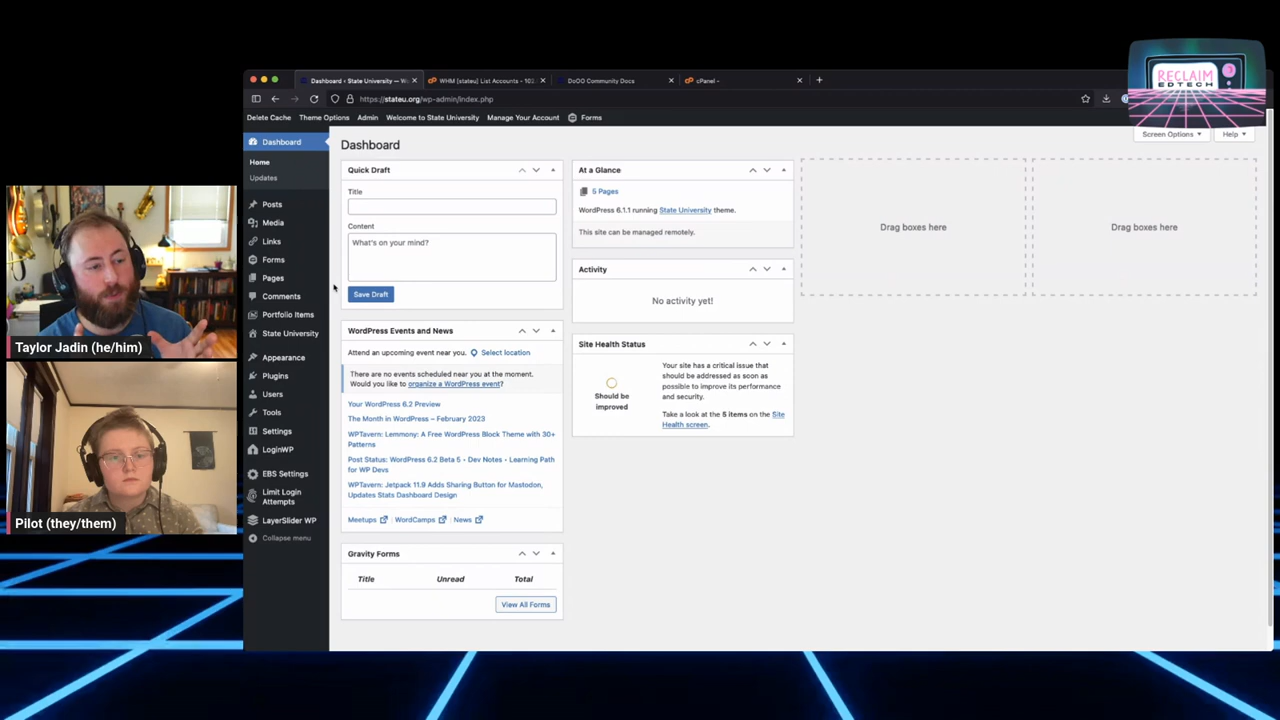 RECLAIM
EDTECH
Dashboard ‹ State University — W
WHM [stateu] List Accounts - 10
DoOO Community Docs
cPanel -
https://stateu.org/wp-admin/index.php
Delete Cache
Theme Options
Admin
Welcome to State University
Manage Your Account
Forms
Screen Options
Help
Dashboard
Home
Updates
Posts
Media
Links
Forms
Pages
Comments
Portfolio Items
State University
Appearance
Plugins
Users
Tools
Settings
LoginWP
EBS Settings
Limit Login
Attempts
LayerSlider WP
Collapse menu
Dashboard
Quick Draft
Title
Content
What's on your mind?
Save Draft
WordPress Events and News
Attend an upcoming event near you.
Select location
There are no events scheduled near you at the moment.
Would you like to organize a WordPress event?
Your WordPress 6.2 Preview
The Month in WordPress – February 2023
WPTavern: Lemmony: A Free WordPress Block Theme with 30+
Patterns
Post Status: WordPress 6.2 Beta 5 • Dev Notes • Learning Path
for WP Devs
WPTavern: Jetpack 11.9 Adds Sharing Button for Mastodon,
Updates Stats Dashboard Design
Meetups
WordCamps
News
Gravity Forms
Title
Unread
Total
View All Forms
At a Glance
5 Pages
WordPress 6.1.1 running State University theme.
This site can be managed remotely.
Activity
No activity yet!
Site Health Status
Should be
improved
Your site has a critical issue that
should be addressed as soon as
possible to improve its performance
and security.
Take a look at the 5 items on the Site
Health screen.
Drag boxes here
Drag boxes here
Taylor Jadin (he/him)
Pilot (they/them)